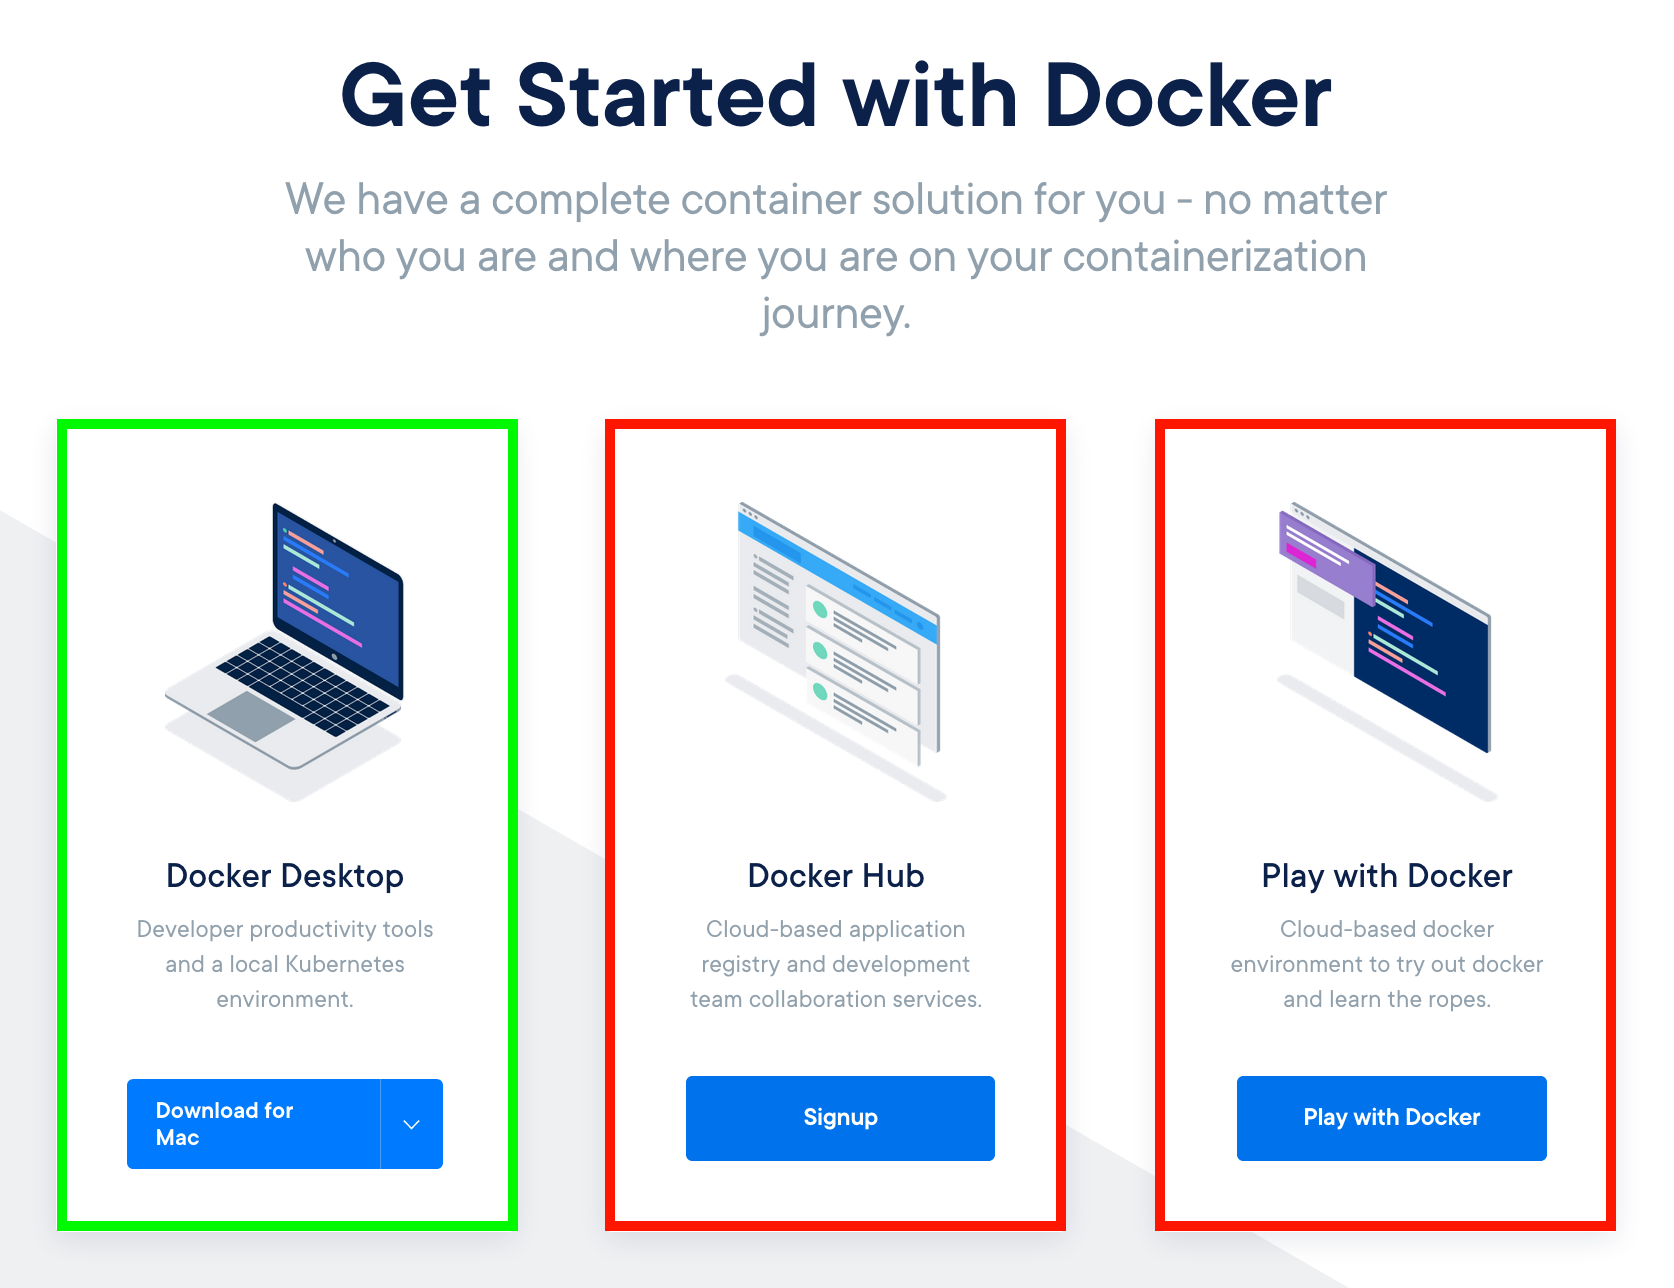 Get Started with Docker
We have a complete container solution for you - no matter
who you are and where you are on your containerization
journey.
Docker Desktop
Developer productivity tools
and a local Kubernetes
environment.
Download for
Mac
Docker Hub
Cloud-based application
registry and development
team collaboration services.
Signup
Play with Docker
Cloud-based docker
environment to try out docker
and learn the ropes.
Play with Docker